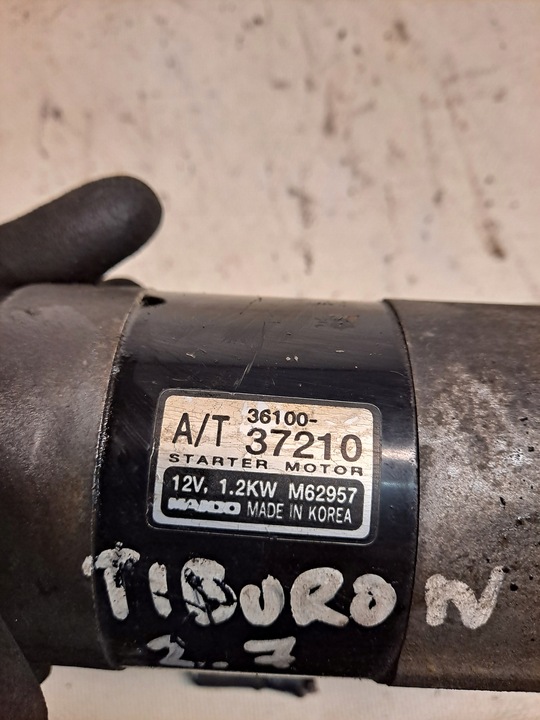 36100-
A/T 37210
STARTER MOTOR
12V, 1.2KW M62957
MANDO MADE IN KOREA
TIBURON
2.7